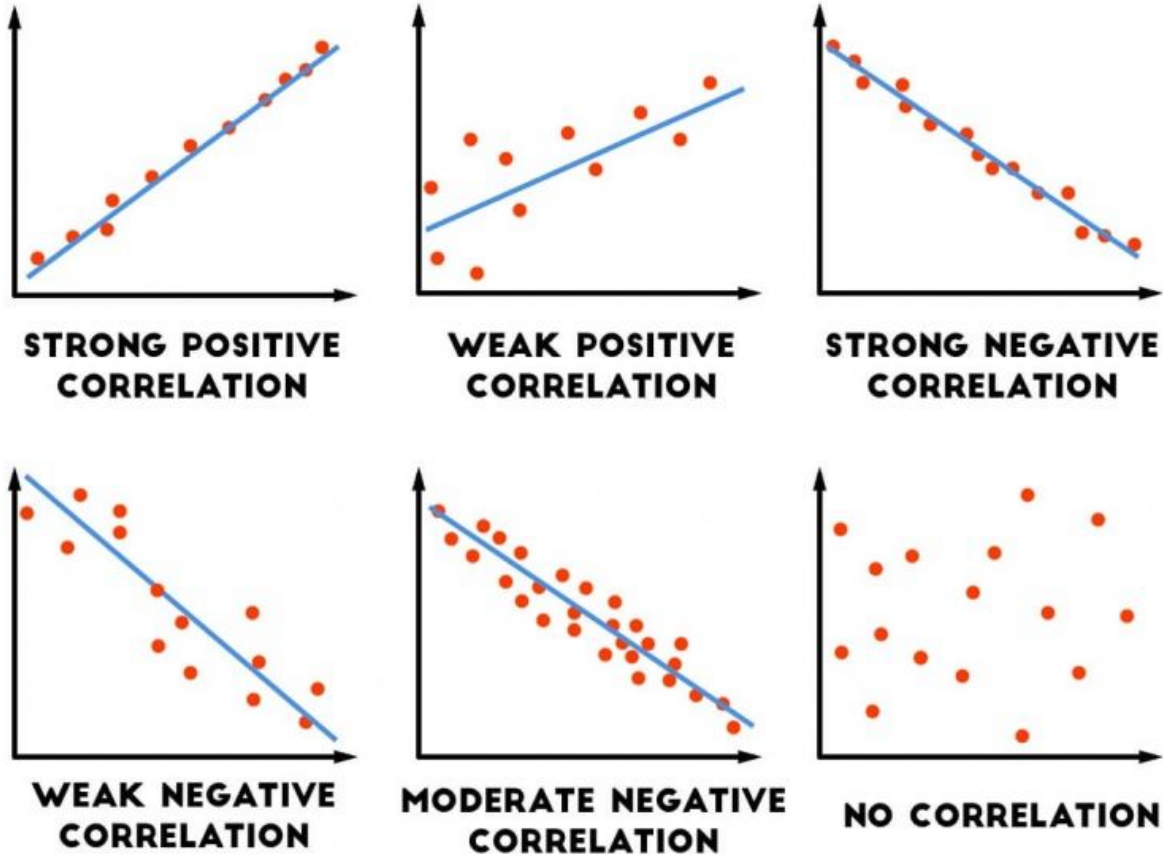 STRONG POSITIVE
CORRELATION
WEAK POSITIVE
CORRELATION
STRONG NEGATIVE
CORRELATION
WEAK NEGATIVE
CORRELATION
MODERATE NEGATIVE
CORRELATION
NO CORRELATION